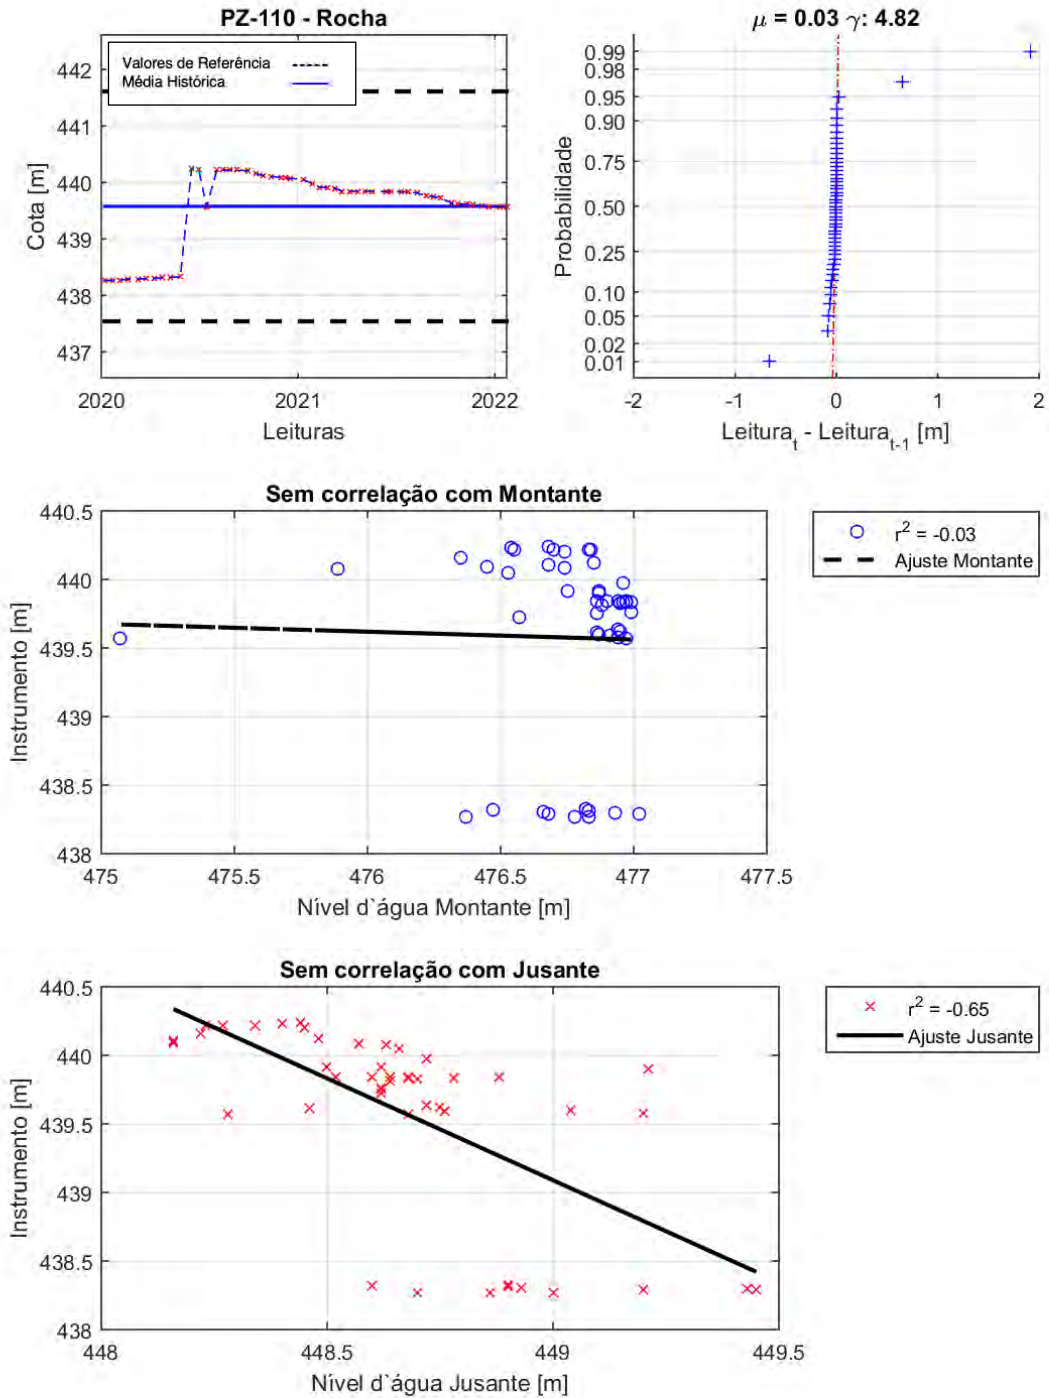 PZ-110 - Rocha
Valores de Referência
Média Histórica
442
441
440
439
438
437
Cota [m]
2020
2021
2022
Leituras
μ = 0.03 γ: 4.82
0.99
0.98
0.95
0.90
0.75
0.50
0.25
0.10
0.05
0.02
0.01
Probabilidade
-2
-1
0
1
2
Leitura_t - Leitura_t-1 [m]
Sem correlação com Montante
440.5
440
439.5
439
438.5
438
Instrumento [m]
475
475.5
476
476.5
477
477.5
Nível d`água Montante [m]
r² = -0.03
Ajuste Montante
Sem correlação com Jusante
440.5
440
439.5
439
438.5
438
Instrumento [m]
448
448.5
449
449.5
Nível d`água Jusante [m]
r² = -0.65
Ajuste Jusante